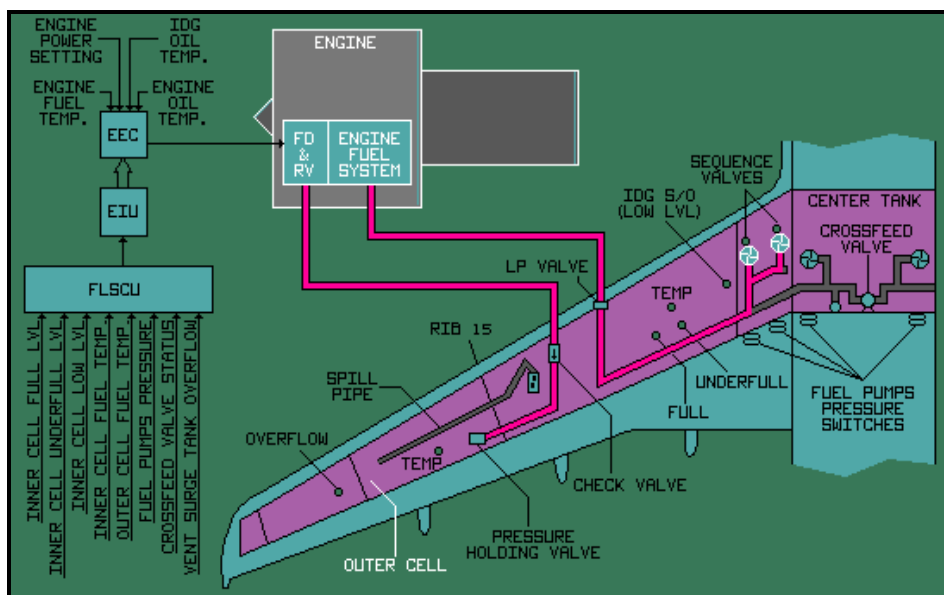 ENGINE
POWER
SETTING
IDG
OIL
TEMP.
ENGINE
FUEL
TEMP.
ENGINE
OIL
TEMP.
EEC
EIU
FLSCU
INNER CELL FULL LVL
INNER CELL UNDERFULL LVL
INNER CELL LOW LVL
INNER CELL FUEL TEMP.
OUTER CELL FUEL TEMP.
FUEL PUMPS PRESSURE
CROSSFEED VALVE STATUS
VENT SURGE TANK OVERFLOW
ENGINE
FD
&
RV
ENGINE
FUEL
SYSTEM
SEQUENCE
VALVES
IDG S/O
(LOW LVL)
CENTER TANK
CROSSFEED
VALVE
LP VALVE
TEMP
RIB 15
SPILL
PIPE
UNDERFULL
FULL
FUEL PUMPS
PRESSURE
SWITCHES
OVERFLOW
TEMP
CHECK VALVE
PRESSURE
HOLDING VALVE
OUTER CELL